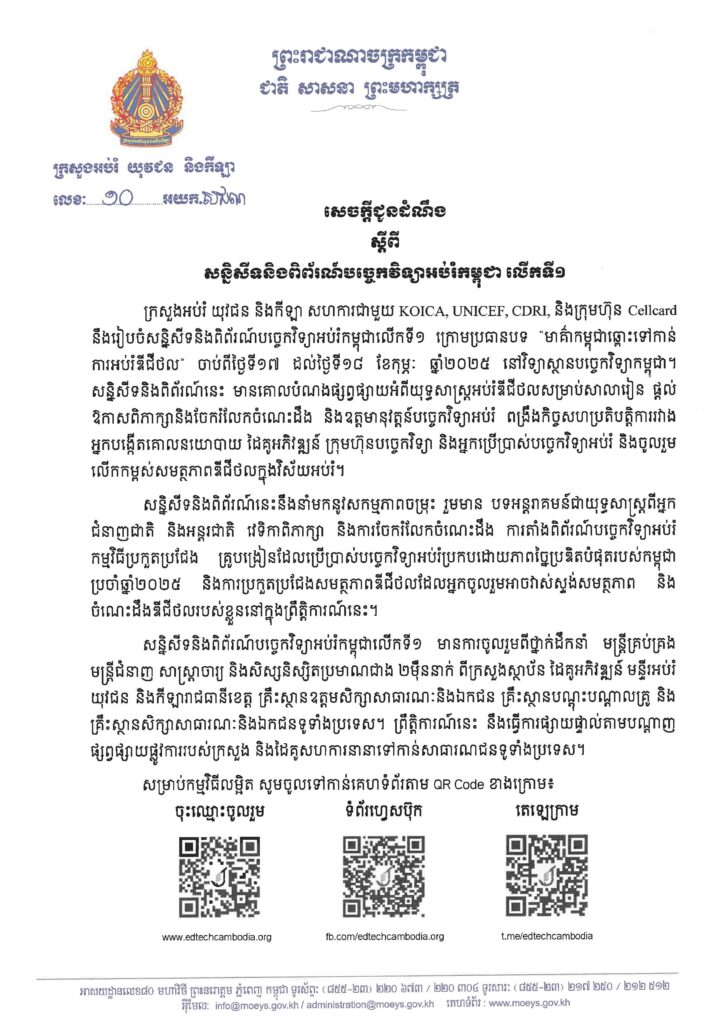 ព្រះរាជាណាចក្រកម្ពុជា
ជាតិ សាសនា ព្រះមហាក្សត្រ
ក្រសួងអប់រំ យុវជន និងកីឡា
លេខៈ ១០ អយក.
សេចក្តីជូនដំណឹង
ស្តីពី
សន្និសីទនិងពិព័រណ៍បច្ចេកវិទ្យាអប់រំកម្ពុជា លើកទី១
ក្រសួងអប់រំ យុវជន និងកីឡា សហការជាមួយ KOICA, UNICEF, CDRI, និងក្រុមហ៊ុន Cellcard
នឹងរៀបចំសន្និសីទនិងពិព័រណ៍បច្ចេកវិទ្យាអប់រំកម្ពុជាលើកទី១ ក្រោមប្រធានបទ "មាគ៌ាកម្ពុជាឆ្ពោះទៅកាន់
ការអប់រំឌីជីថល" ចាប់ពីថ្ងៃទី១៧ ដល់ថ្ងៃទី១៨ ខែកុម្ភៈ ឆ្នាំ២០២៥ នៅវិទ្យាស្ថានបច្ចេកវិទ្យាកម្ពុជា។
សន្និសីទនិងពិព័រណ៍នេះ មានគោលបំណងផ្សព្វផ្សាយអំពីយុទ្ធសាស្ត្រអប់រំឌីជីថលសម្រាប់សាលារៀន ផ្តល់
ឱកាសពិភាក្សានិងចែករំលែកចំណេះដឹង និងឧត្តមានុវត្តន៍បច្ចេកវិទ្យាអប់រំ ពង្រឹងកិច្ចសហប្រតិបត្តិការរវាង
អ្នកបង្កើតគោលនយោបាយ ដៃគូអភិវឌ្ឍន៍ ក្រុមហ៊ុនបច្ចេកវិទ្យា និងអ្នកប្រើប្រាស់បច្ចេកវិទ្យាអប់រំ និងចូលរួម
លើកកម្ពស់សមត្ថភាពឌីជីថលក្នុងវិស័យអប់រំ។
សន្និសីទនិងពិព័រណ៍នេះនឹងនាំមកនូវសកម្មភាពចម្រុះ រួមមាន បទអន្តរាគមន៍ជាយុទ្ធសាស្ត្រពីអ្នក
ជំនាញជាតិ និងអន្តរជាតិ វេទិកាពិភាក្សា និងការចែករំលែកចំណេះដឹង ការតាំងពិព័រណ៍បច្ចេកវិទ្យាអប់រំ
កម្មវិធីប្រកួតប្រជែង គ្រូបង្រៀនដែលប្រើប្រាស់បច្ចេកវិទ្យាអប់រំប្រកបដោយភាពច្នៃប្រឌិតបំផុតរបស់កម្ពុជា
ប្រចាំឆ្នាំ២០២៥ និងការប្រកួតប្រជែងសមត្ថភាពឌីជីថលដែលអ្នកចូលរួមអាចវាស់ស្ទង់សមត្ថភាព និង
ចំណេះដឹងឌីជីថលរបស់ខ្លួននៅក្នុងព្រឹត្តិការណ៍នេះ។
សន្និសីទនិងពិព័រណ៍បច្ចេកវិទ្យាអប់រំកម្ពុជាលើកទី១ មានការចូលរួមពីថ្នាក់ដឹកនាំ មន្ត្រីគ្រប់គ្រង
មន្ត្រីជំនាញ សាស្ត្រាចារ្យ និងសិស្សនិស្សិតប្រមាណជាង ២ម៉ឺននាក់ ពីក្រសួងស្ថាប័ន ដៃគូអភិវឌ្ឍន៍ មន្ទីរអប់រំ
យុវជន និងកីឡារាជធានីខេត្ត គ្រឹះស្ថានឧត្តមសិក្សាសាធារណៈនិងឯកជន គ្រឹះស្ថានបណ្តុះបណ្តាលគ្រូ និង
គ្រឹះស្ថានសិក្សាសាធារណៈនិងឯកជនទូទាំងប្រទេស។ ព្រឹត្តិការណ៍នេះ នឹងធ្វើការផ្សាយផ្ទាល់តាមបណ្តាញ
ផ្សព្វផ្សាយផ្លូវការរបស់ក្រសួង និងដៃគូសហការនានាទៅកាន់សាធារណជនទូទាំងប្រទេស។
សម្រាប់កម្មវិធីលម្អិត សូមចូលទៅកាន់គេហទំព័រតាម QR Code ខាងក្រោម៖
ចុះឈ្មោះចូលរួម ទំព័រហ្វេសប៊ុក តេឡេក្រាម
www.edtechcambodia.org fb.com/edtechcambodia.org t.me/edtechcambodia.org
អាសយដ្ឋានលេខ៨០ មហាវិថី ព្រះនរោត្តម ភ្នំពេញ កម្ពុជា ទូរស័ព្ទៈ (៨៥៥-២៣) ២២០ ៦៧៣ / ២២០ ៣០៤ ទូរសារៈ (៨៥៥-២៣) ២១៧ ២៥០ / ២១២ ៥១២
អ៊ីមែល: info@moeys.gov.kh / administration@moeys.gov.kh គេហទំព័រ : www.moeys.gov.kh